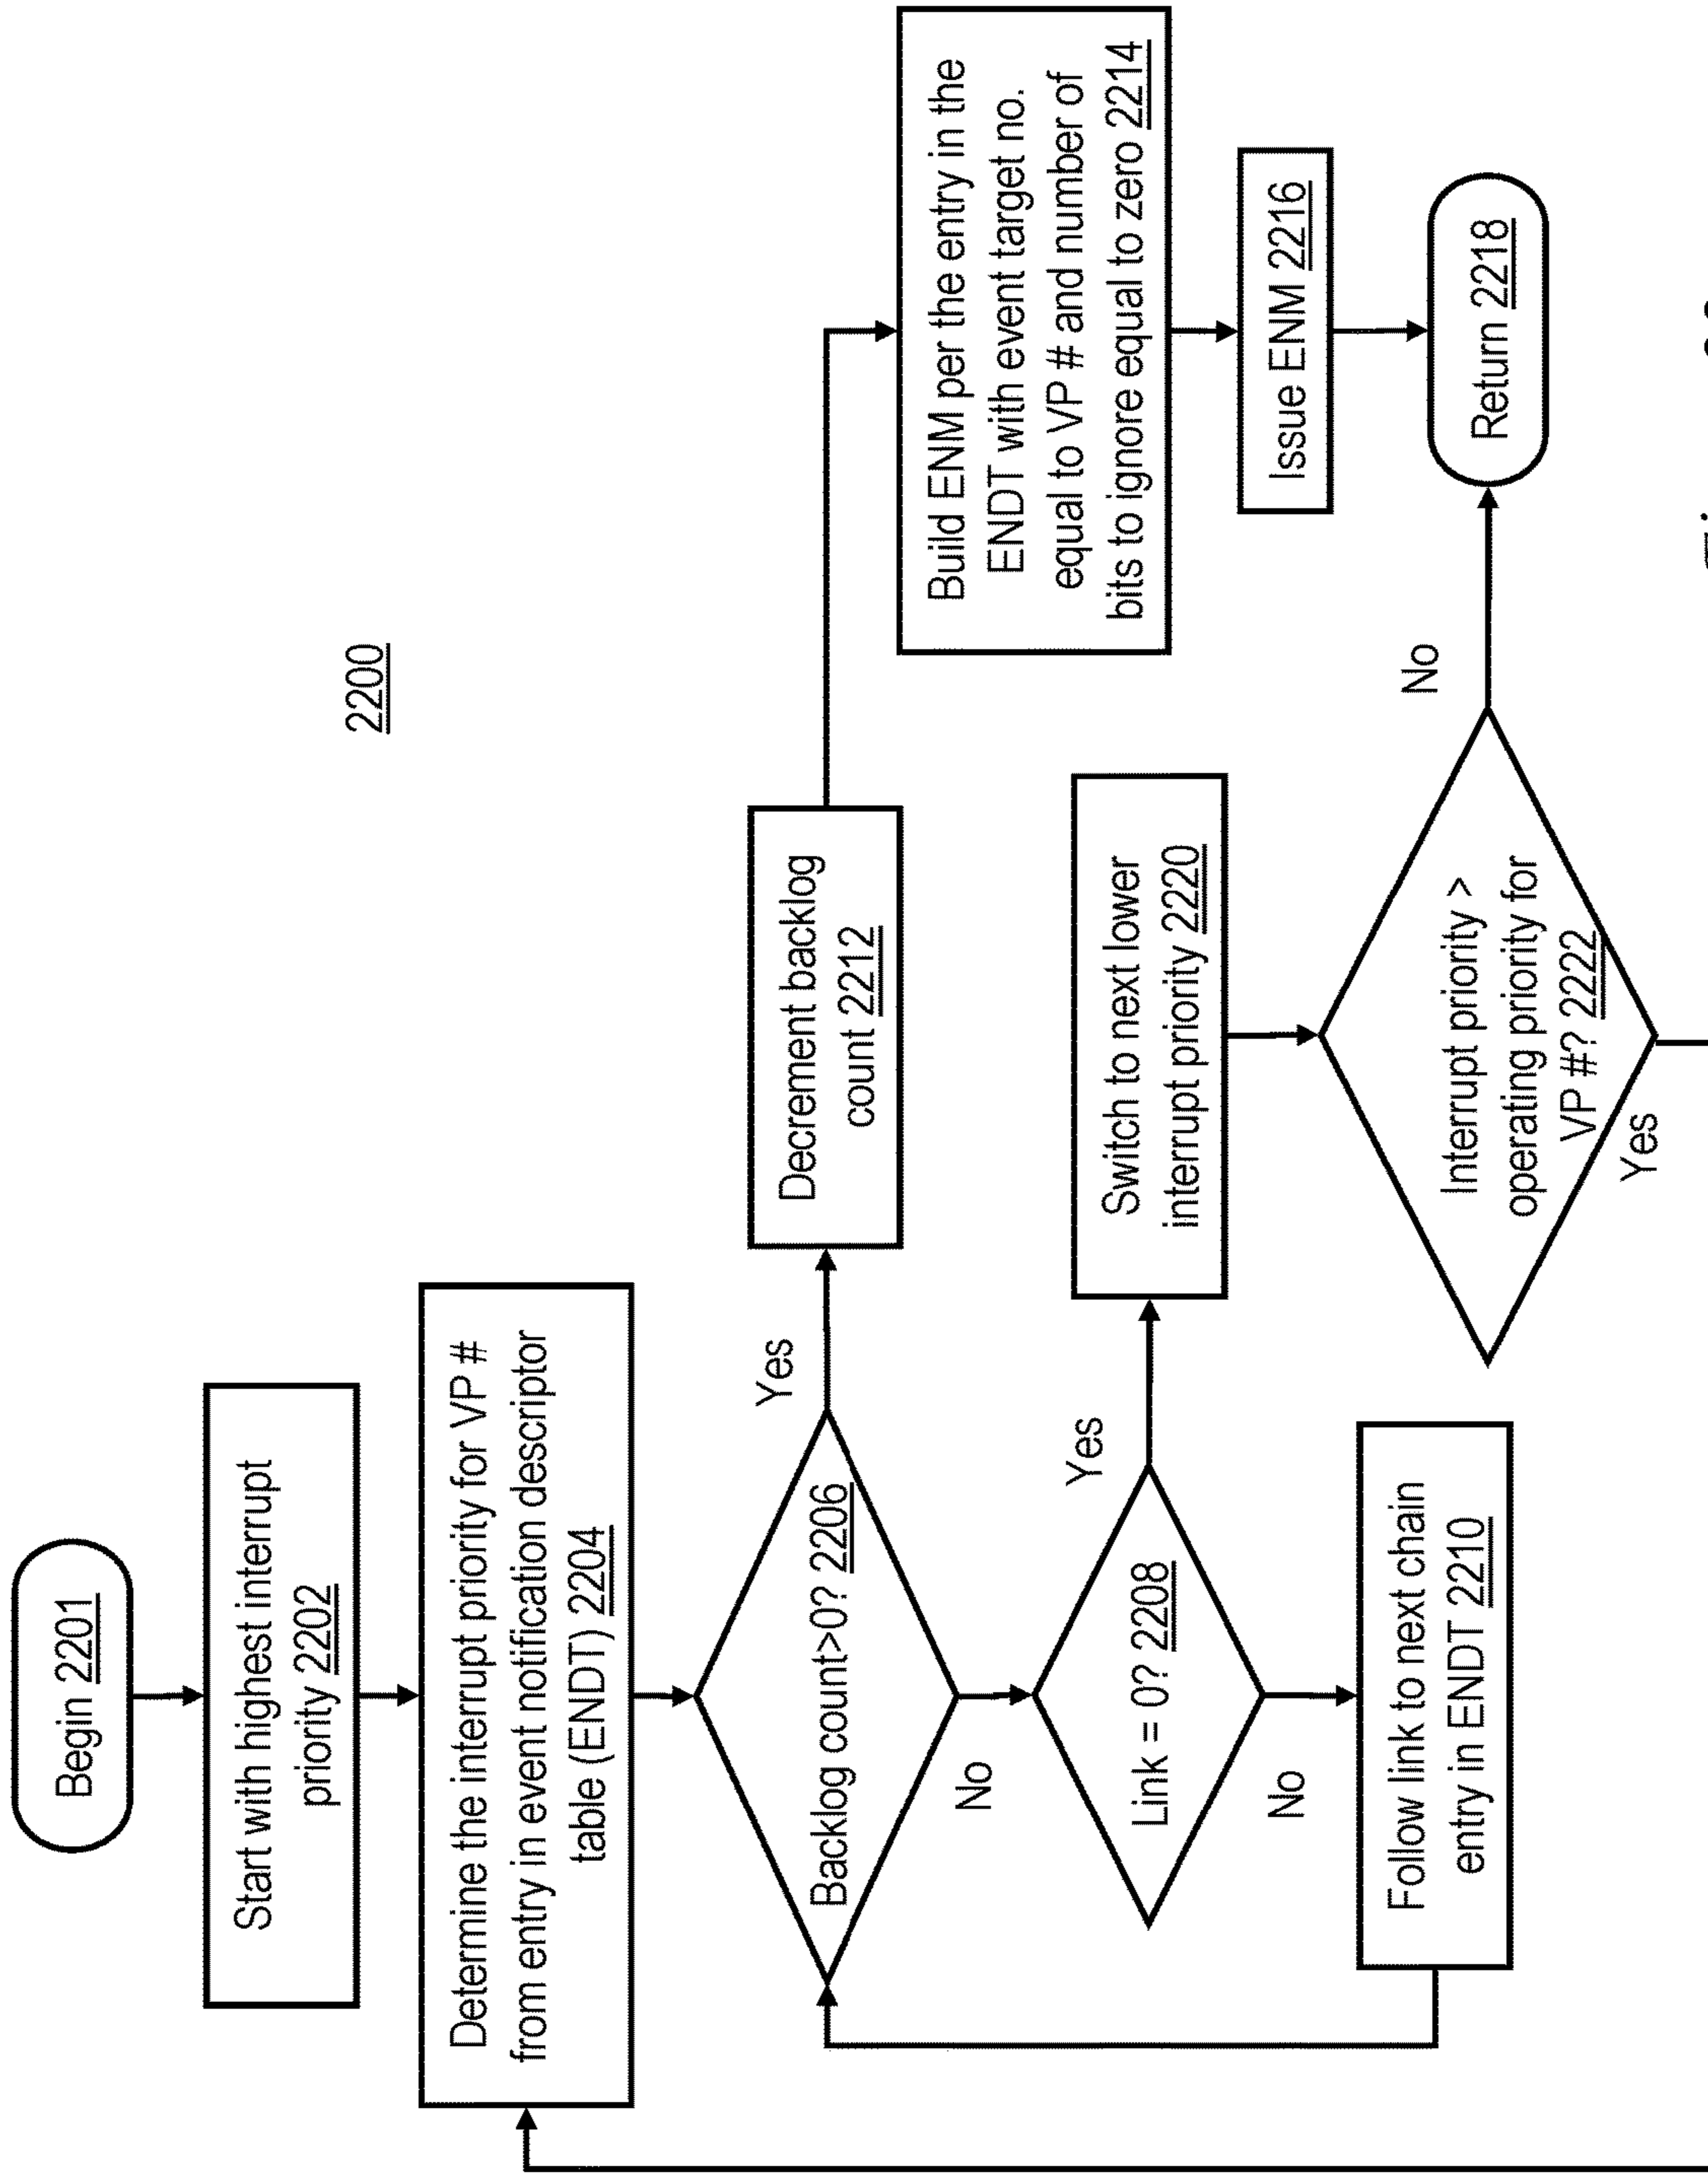 2200
Begin 2201
Start with highest interrupt
priority 2202
Determine the interrupt priority for VP #
from entry in event notification descriptor
table (ENDT) 2204
Backlog count>0? 2206
Yes
No
Decrement backlog
count 2212
Build ENM per the entry in the
ENDT with event target no.
equal to VP # and number of
bits to ignore equal to zero 2214
Issue ENM 2216
Return 2218
Link = 0? 2208
Yes
No
Follow link to next chain
entry in ENDT 2210
Switch to next lower
interrupt priority 2220
Interrupt priority >
operating priority for
VP #? 2222
No
Yes